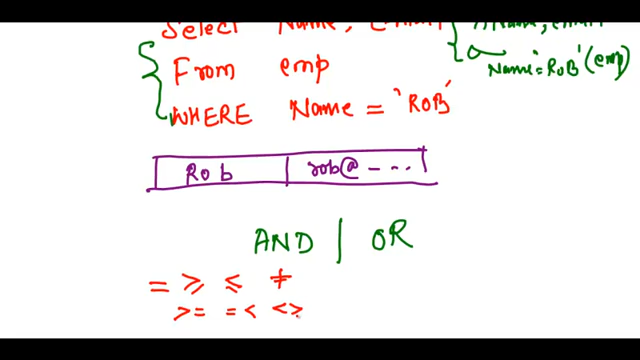 Select Name, Email
Name, email
From emp
σ Name='ROB' (emp)
WHERE Name = 'ROB'
Rob rob@ - ...
AND | OR
= ≥ ≤ ≠
>= =< <>